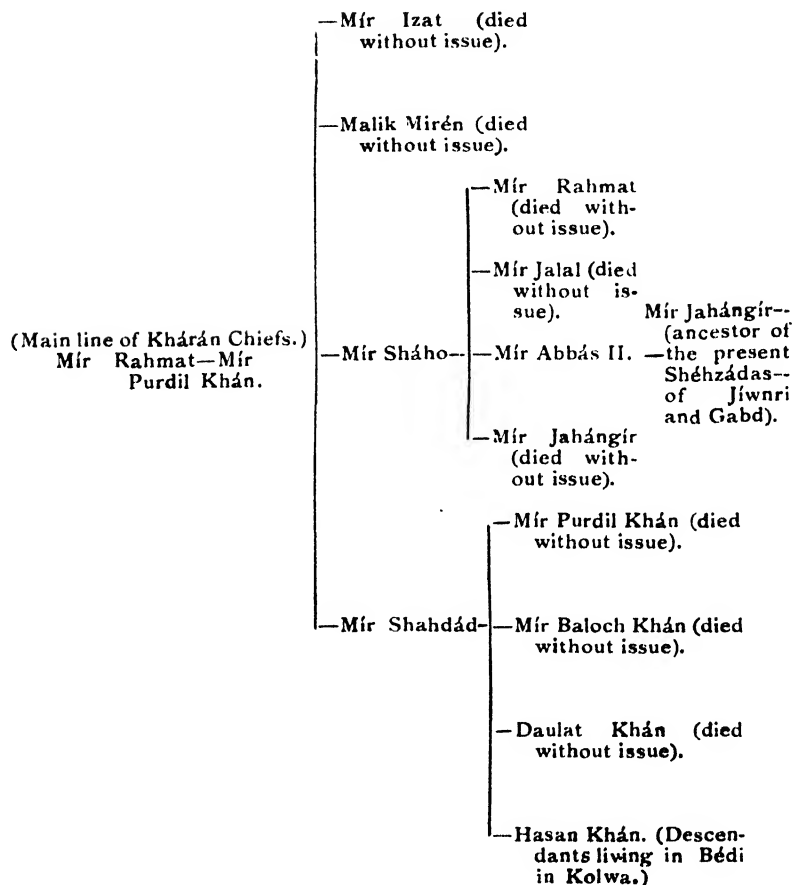 —Mír Izat (died
without issue).
—Malik Mirén (died
without issue).
—Mír Rahmat
(died with-
out issue).
—Mír Jalal (died
without is-
sue).
Mír Jahángír--
(ancestor of
the present
Shéhzádas--
of Jíwnri
and Gabd).
(Main line of Khárán Chiefs.)
Mír Rahmat—Mír
Purdil Khán.
—Mír Sháho-
—Mír Abbás II. —
—Mír Jahángír
(died with-
out issue).
—Mír Purdil Khán (died
without issue).
—Mír Shahdád-
—Mír Baloch Khán (died
without issue).
—Daulat Khán (died
without issue).
—Hasan Khán. (Descen-
dants living in Bédi
in Kolwa.)